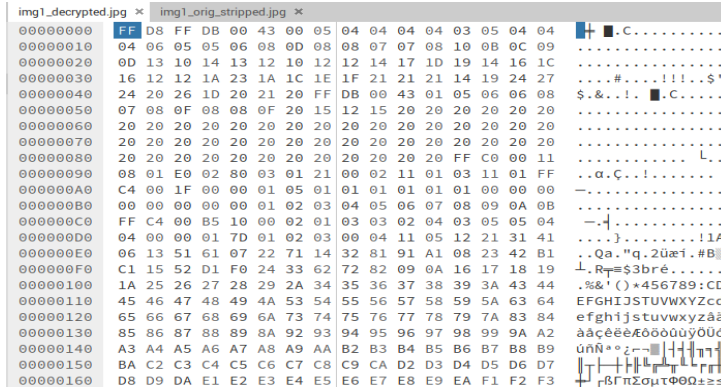 img1_decrypted.jpg × img1_orig_stripped.jpg ×
00000000 FF D8 FF DB 00 43 00 05 04 04 04 04 03 05 04 04 ╪ █.C..........
00000010 04 06 05 05 06 08 0D 08 08 07 07 08 10 0B 0C 09 ................
00000020 0D 13 10 14 13 12 10 12 12 14 17 1D 19 14 16 1C ................
00000030 16 12 12 1A 23 1A 1C 1E 1F 21 21 21 14 19 24 27 ....#....!!!..$'
00000040 24 20 26 1D 20 21 20 FF DB 00 43 01 05 06 06 08 $.&..!. █.C.....
00000050 07 08 0F 08 08 0F 20 15 12 15 20 20 20 20 20 20 ................
00000060 20 20 20 20 20 20 20 20 20 20 20 20 20 20 20 20 ................
00000070 20 20 20 20 20 20 20 20 20 20 20 20 20 20 20 20 ................
00000080 20 20 20 20 20 20 20 20 20 20 20 20 FF C0 00 11 ............ └..
00000090 08 01 E0 02 80 03 01 21 00 02 11 01 03 11 01 FF ..α.Ç..!.......
000000A0 C4 00 1F 00 00 01 05 01 01 01 01 01 01 00 00 00 ─...............
000000B0 00 00 00 00 00 01 02 03 04 05 06 07 08 09 0A 0B ................
000000C0 FF C4 00 B5 10 00 02 01 03 03 02 04 03 05 05 04 ─.╡............
000000D0 04 00 00 01 7D 01 02 03 00 04 11 05 12 21 31 41 ....}........!1A
000000E0 06 13 51 61 07 22 71 14 32 81 91 A1 08 23 42 B1 ..Qa."q.2üæí.#B▒
000000F0 C1 15 52 D1 F0 24 33 62 72 82 09 0A 16 17 18 19 ┴.R╤≡$3bré......
00000100 1A 25 26 27 28 29 2A 34 35 36 37 38 39 3A 43 44 .%&'()*456789:CD
00000110 45 46 47 48 49 4A 53 54 55 56 57 58 59 5A 63 64 EFGHIJSTUVWXYZcd
00000120 65 66 67 68 69 6A 73 74 75 76 77 78 79 7A 83 84 efghijstuvwxyzâä
00000130 85 86 87 88 89 8A 92 93 94 95 96 97 98 99 9A A2 àåçêëèÆôöòûùÿÖÜó
00000140 A3 A4 A5 A6 A7 A8 A9 AA B2 B3 B4 B5 B6 B7 B8 B9 úñÑªº¿⌐¬▓│┤╡╢╖╕╣
00000150 BA C2 C3 C4 C5 C6 C7 C8 C9 CA D2 D3 D4 D5 D6 D7 ║┬├─┼╞╟╚╔╩╥╙╘╒╓╫
00000160 D8 D9 DA E1 E2 E3 E4 E5 E6 E7 E8 E9 EA F1 F2 F3 ╪┘┌ßΓπΣσµτΦΘΩ±≥≤